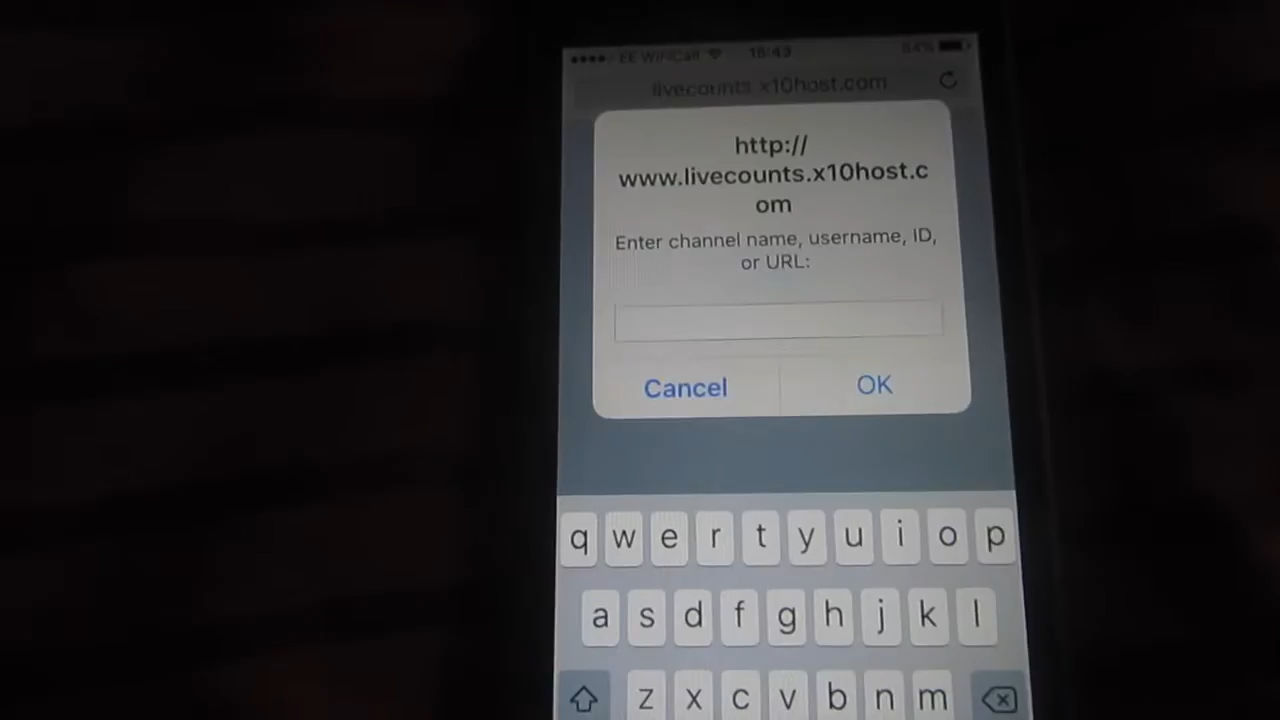 EE WiFiCall 16:43 84%
livecounts.x10host.com
http://
www.livecounts.x10host.c
om
Enter channel name, username, ID,
or URL:
Cancel OK
q w e r t y u i o p
a s d f g h j k l
z x c v b n m